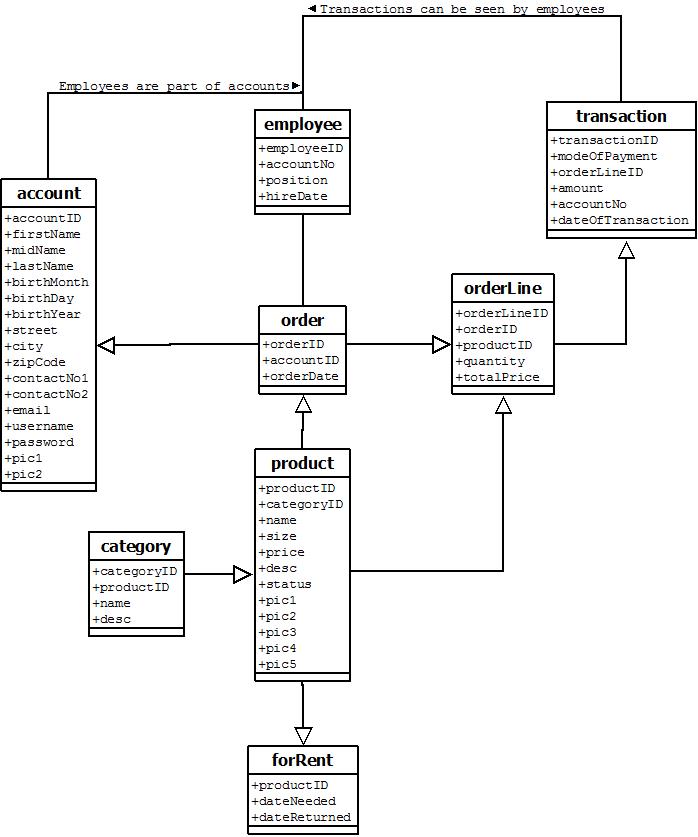 ◄ Transactions can be seen by employees
Employees are part of accounts►
employee
+employeeID
+accountNo
+position
+hireDate
transaction
+transactionID
+modeOfPayment
+orderLineID
+amount
+accountNo
+dateOfTransaction
account
+accountID
+firstName
+midName
+lastName
+birthMonth
+birthDay
+birthYear
+street
+city
+zipCode
+contactNo1
+contactNo2
+email
+username
+password
+pic1
+pic2
order
+orderID
+accountID
+orderDate
orderLine
+orderLineID
+orderID
+productID
+quantity
+totalPrice
product
+productID
+categoryID
+name
+size
+price
+desc
+status
+pic1
+pic2
+pic3
+pic4
+pic5
category
+categoryID
+productID
+name
+desc
forRent
+productID
+dateNeeded
+dateReturned